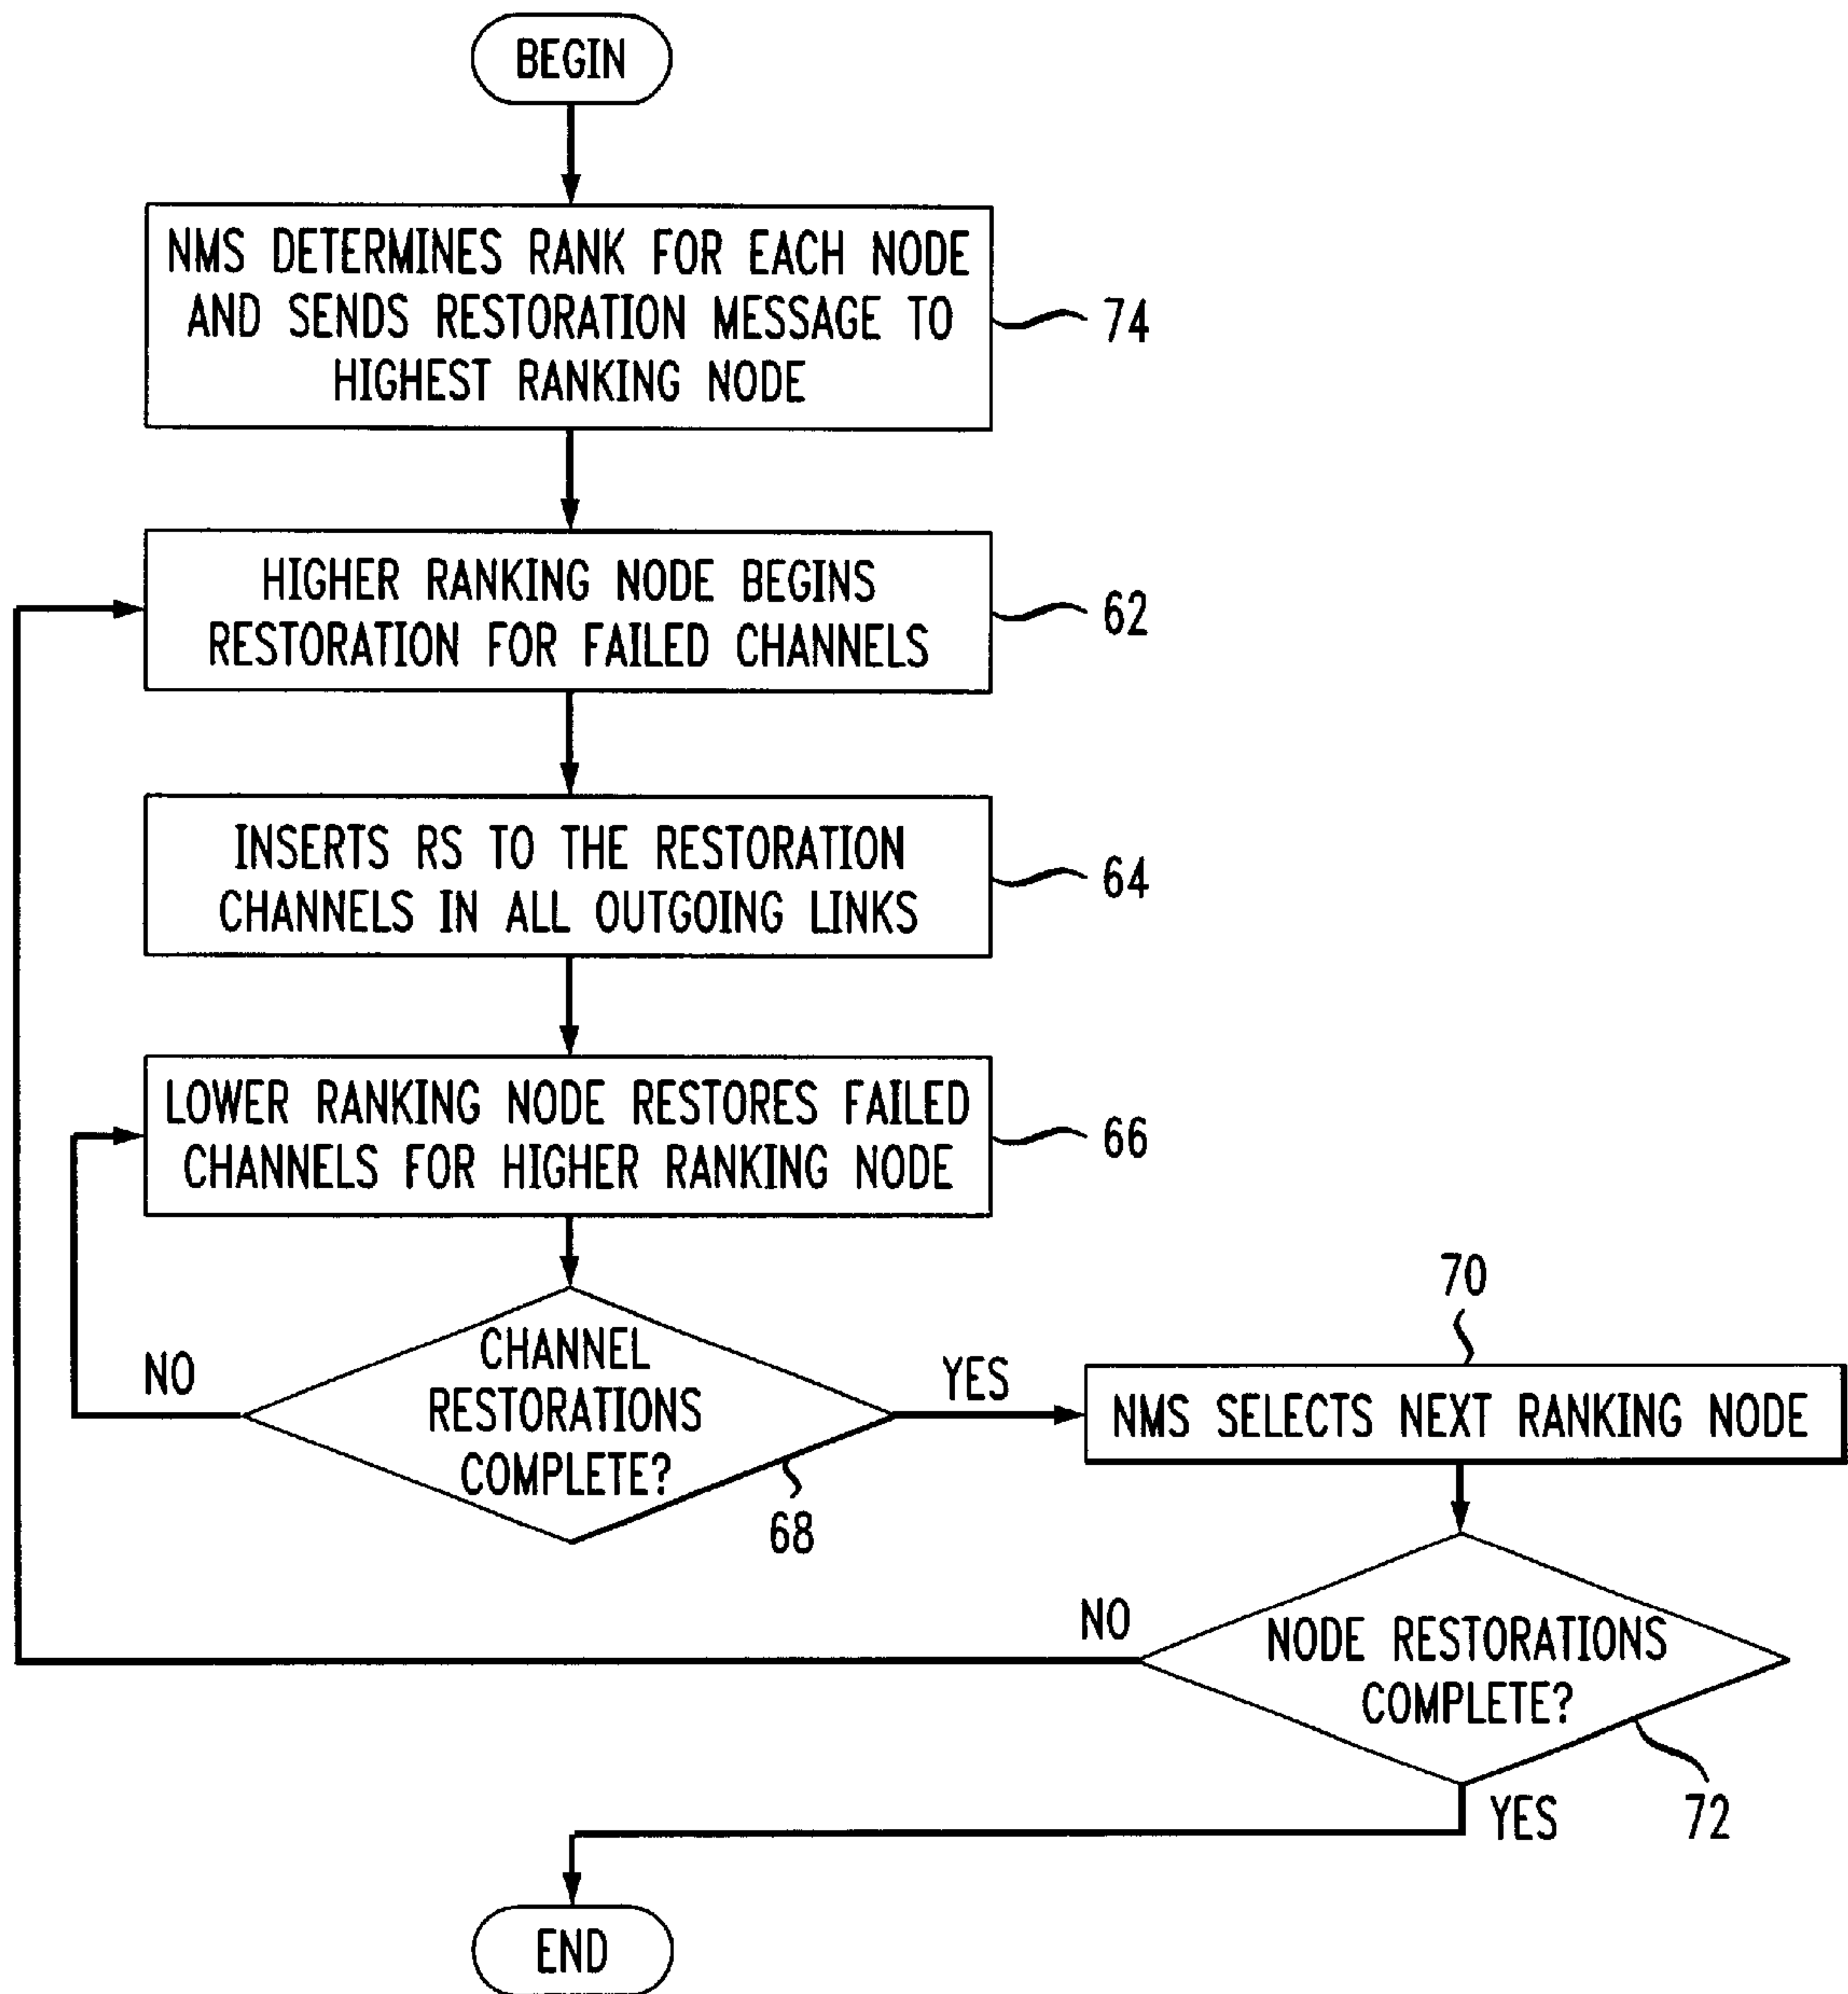 BEGIN
NMS DETERMINES RANK FOR EACH NODE
AND SENDS RESTORATION MESSAGE TO
HIGHEST RANKING NODE
74
HIGHER RANKING NODE BEGINS
RESTORATION FOR FAILED CHANNELS
62
INSERTS RS TO THE RESTORATION
CHANNELS IN ALL OUTGOING LINKS
64
LOWER RANKING NODE RESTORES FAILED
CHANNELS FOR HIGHER RANKING NODE
66
CHANNEL
RESTORATIONS
COMPLETE?
NO
YES
68
70
NMS SELECTS NEXT RANKING NODE
NODE RESTORATIONS
COMPLETE?
NO
YES
72
END